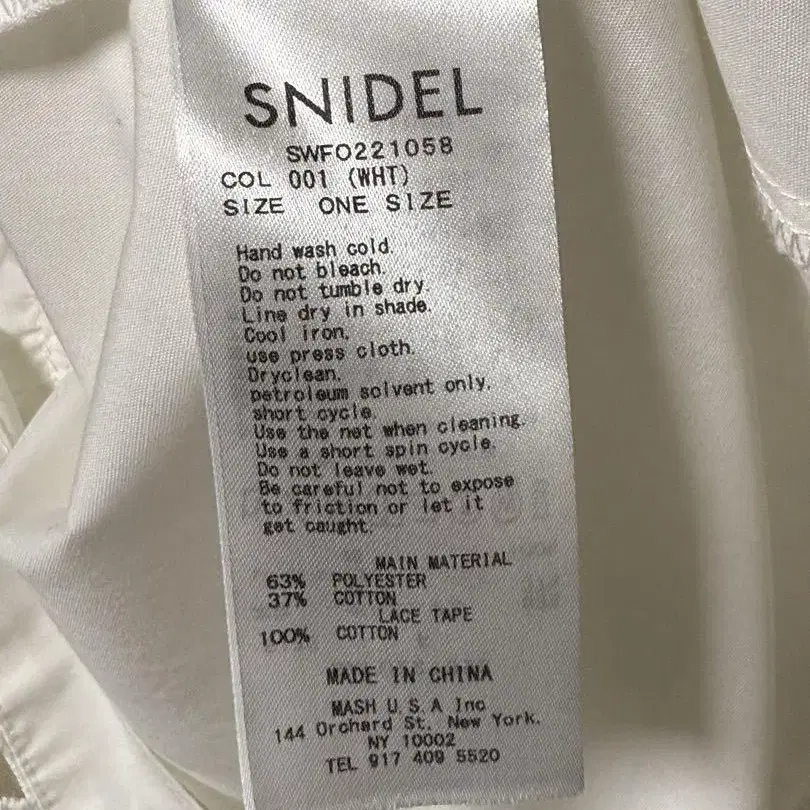 SNIDEL
SWFO221058
COL 001 (WHT)
SIZE ONE SIZE
Hand wash cold.
Do not bleach.
Do not tumble dry.
Line dry in shade.
Cool iron.
use press cloth.
Dryclean.
petroleum solvent only.
short cycle.
Use the net when cleaning.
Use a short spin cycle.
Do not leave wet.
Be careful not to expose
to friction or let it
get caught.
MAIN MATERIAL
63% POLYESTER
37% COTTON
LACE TAPE
100% COTTON
MADE IN CHINA
MASH U.S.A Inc
144 Orchard St. New York.
NY 10002
TEL 917 409 5520